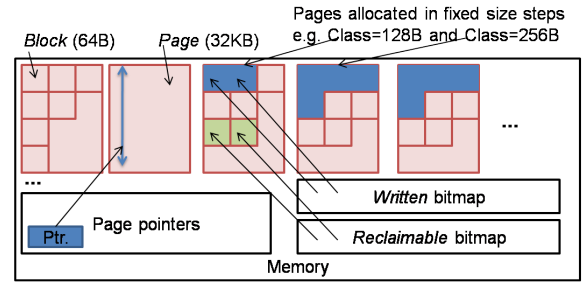 Pages allocated in fixed size steps
Block (64B) Page (32KB) e.g. Class=128B and Class=256B
...
...
Written bitmap
Page pointers
Ptr.
Reclaimable bitmap
Memory